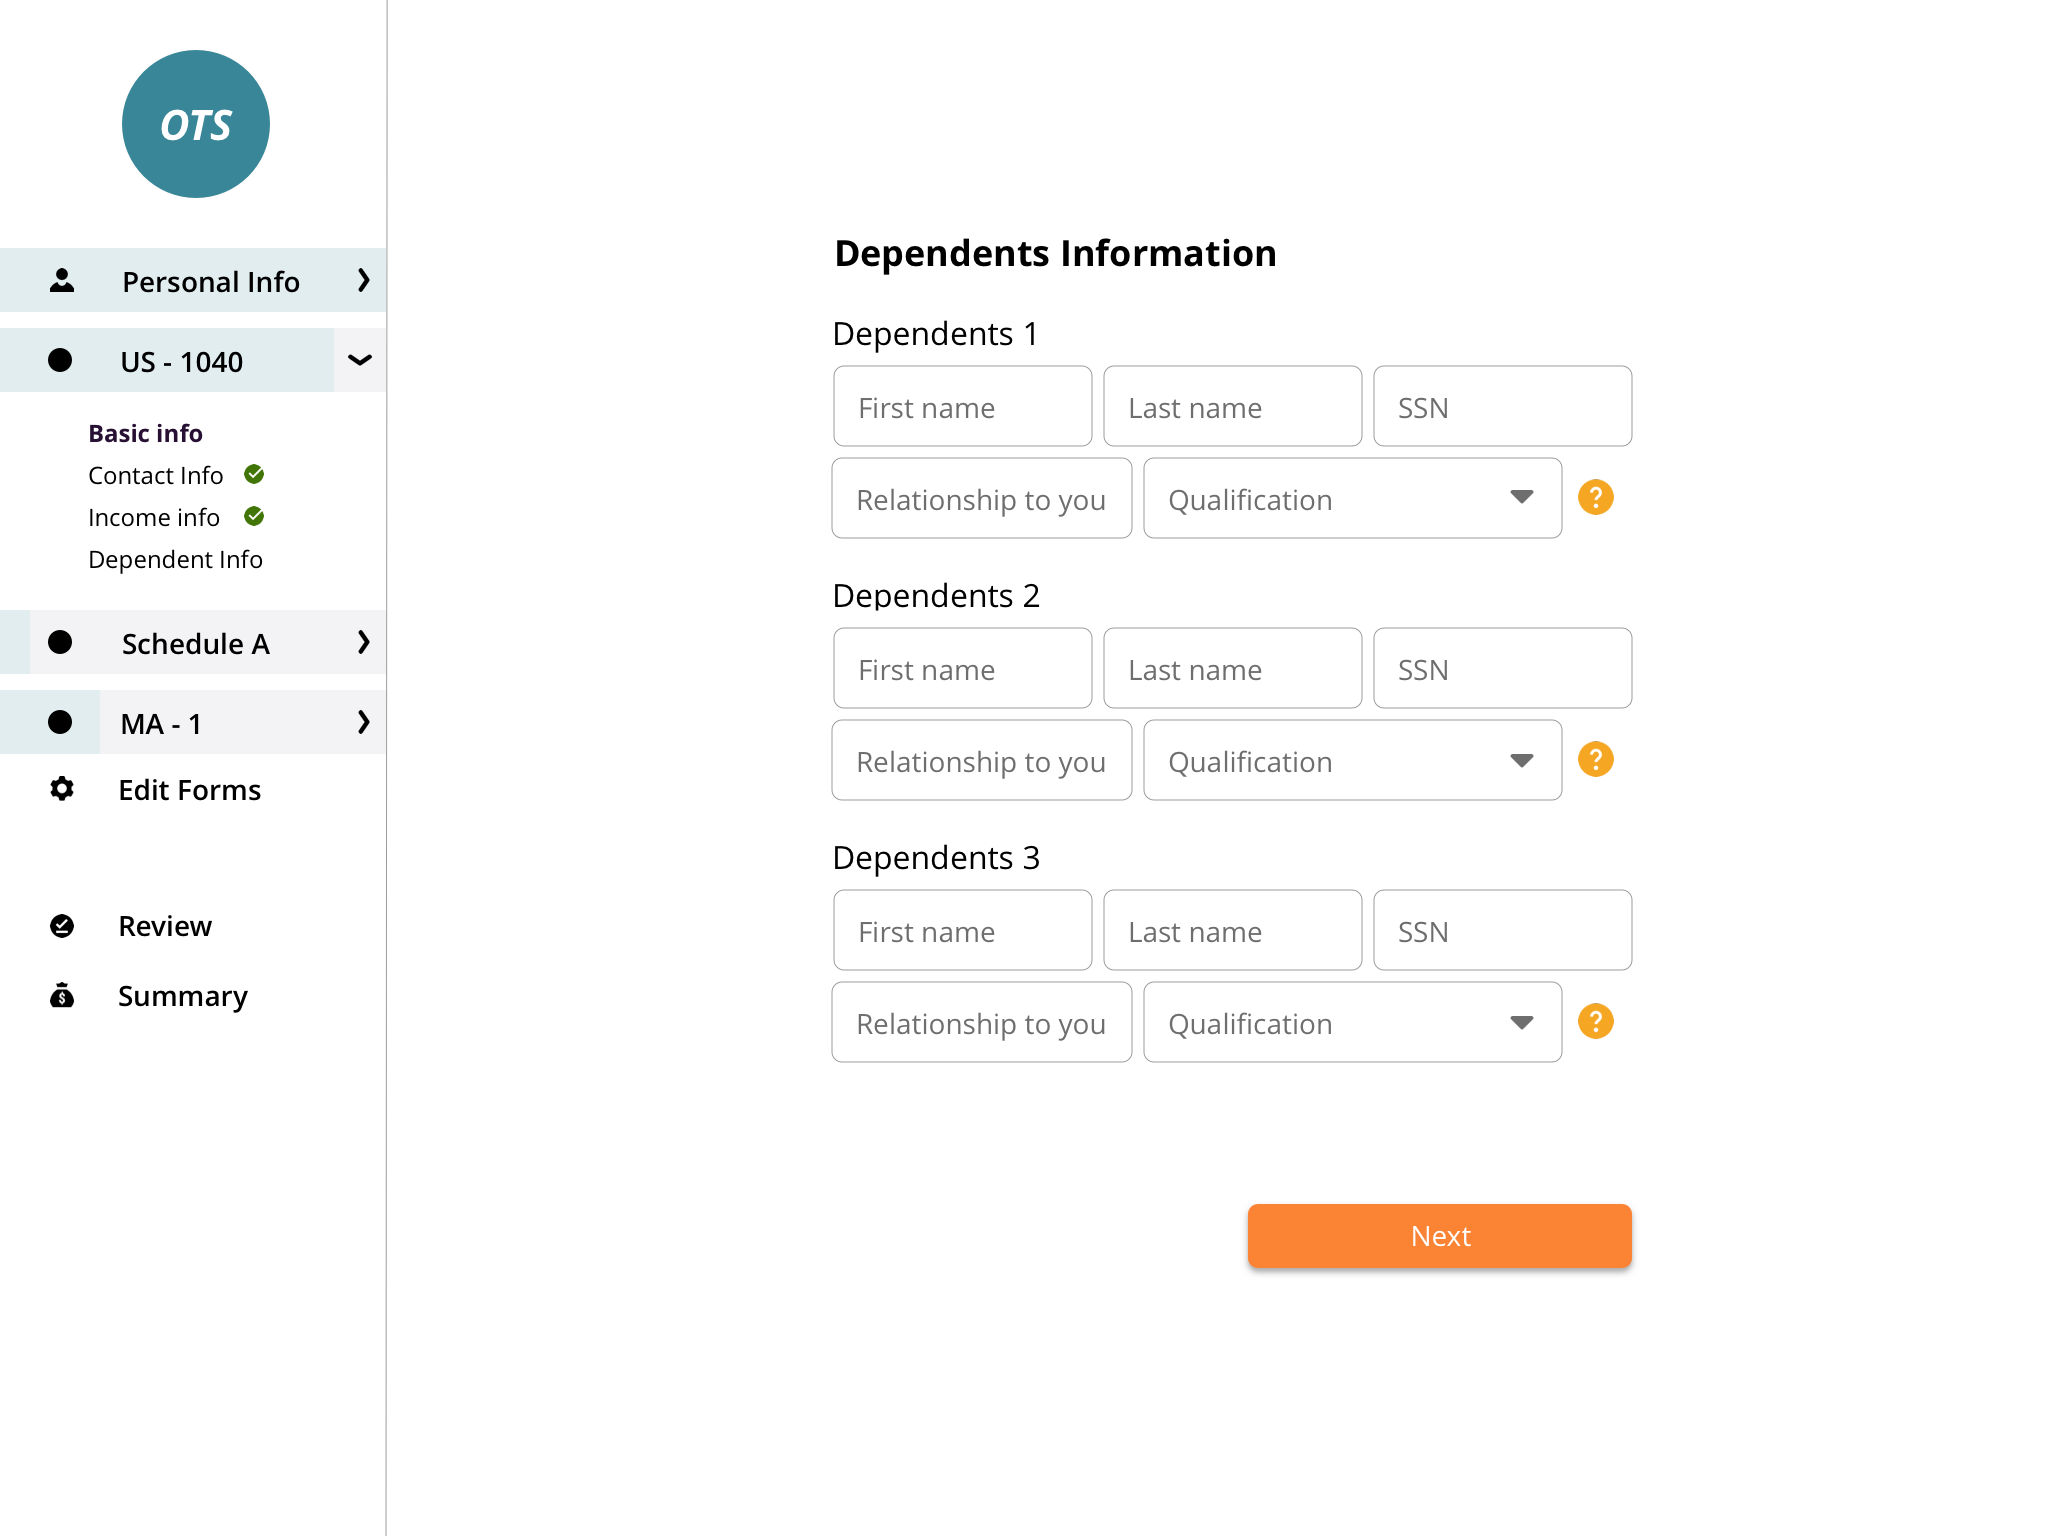 OTS
Personal Info
US - 1040
Basic info
Contact Info
Income info
Dependent Info
Schedule A
MA - 1
Edit Forms
Review
Summary
Dependents Information
Dependents 1
First name Last name SSN
Relationship to you Qualification ?
Dependents 2
First name Last name SSN
Relationship to you Qualification ?
Dependents 3
First name Last name SSN
Relationship to you Qualification ?
Next